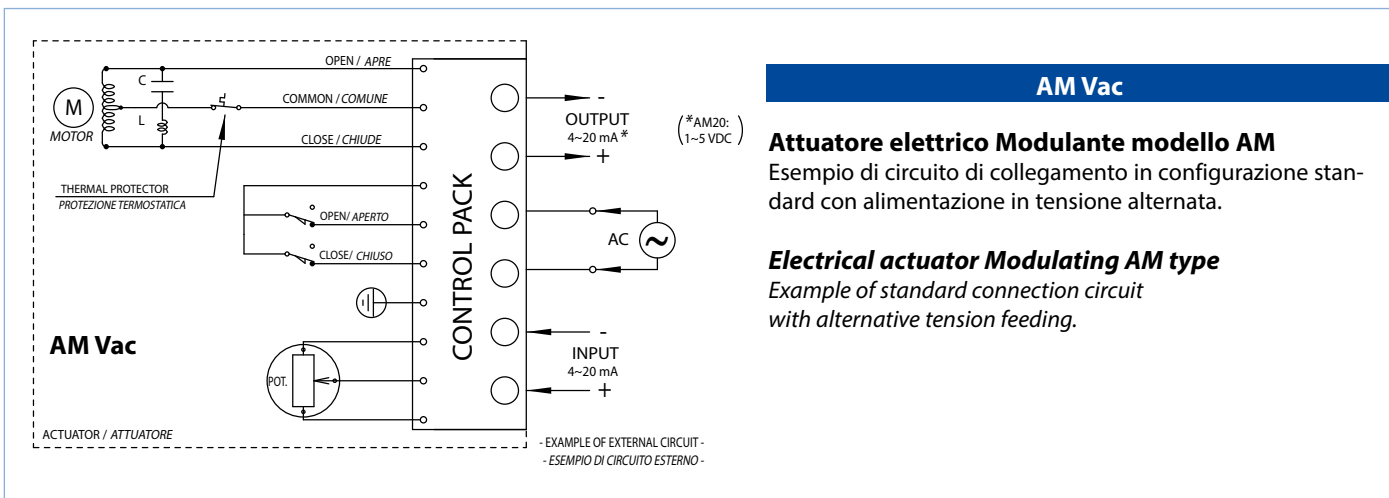 OPEN / APRE
C
M
COMMON / COMUNE
L
MOTOR
CLOSE / CHIUDE
THERMAL PROTECTOR
PROTEZIONE TERMOSTATICA
OPEN/ APERTO
CLOSE/ CHIUSO
AM Vac
POT.
ACTUATOR / ATTUATORE
CONTROL PACK
-
OUTPUT
4~20 mA *
+
(*AM20:
1~5 VDC)
AC
~
-
INPUT
4~20 mA
+
- EXAMPLE OF EXTERNAL CIRCUIT -
- ESEMPIO DI CIRCUITO ESTERNO -
AM Vac
Attuatore elettrico Modulante modello AM
Esempio di circuito di collegamento in configurazione stan-
dard con alimentazione in tensione alternata.
Electrical actuator Modulating AM type
Example of standard connection circuit
with alternative tension feeding.